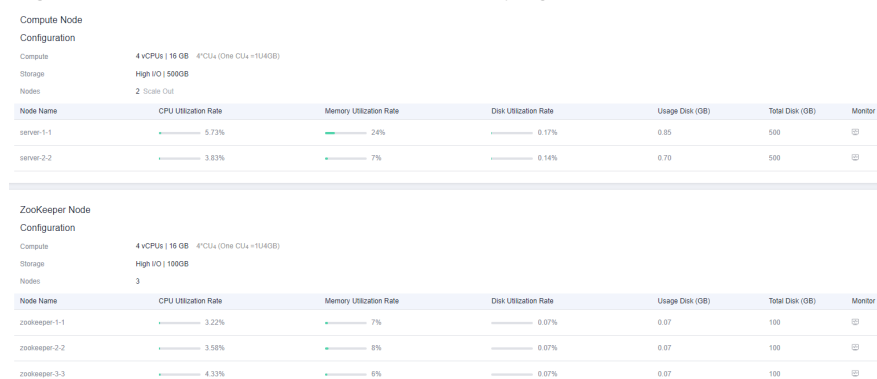 Compute Node
Configuration
Compute 4 vCPUs | 16 GB 4*CU₄ (One CU₄ =1U4GB)
Storage High I/O | 500GB
Nodes 2 Scale Out
Node Name CPU Utilization Rate Memory Utilization Rate Disk Utilization Rate Usage Disk (GB) Total Disk (GB) Monitor
server-1-1 5.73% 24% 0.17% 0.85 500
server-2-2 3.83% 7% 0.14% 0.70 500
ZooKeeper Node
Configuration
Compute 4 vCPUs | 16 GB 4*CU₄ (One CU₄ =1U4GB)
Storage High I/O | 100GB
Nodes 3
Node Name CPU Utilization Rate Memory Utilization Rate Disk Utilization Rate Usage Disk (GB) Total Disk (GB) Monitor
zookeeper-1-1 3.22% 7% 0.07% 0.07 100
zookeeper-2-2 3.58% 8% 0.07% 0.07 100
zookeeper-3-3 4.33% 6% 0.07% 0.07 100